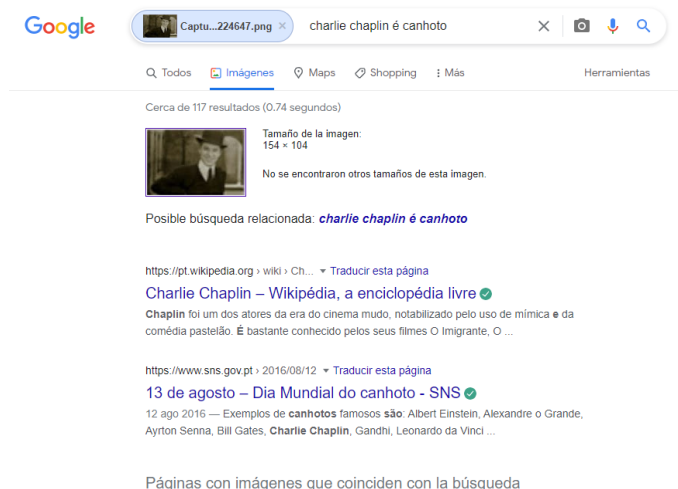 Google
Captu...224647.png ×
charlie chaplin é canhoto
Todos
Imágenes
Maps
Shopping
Más
Herramientas
Cerca de 117 resultados (0.74 segundos)
Tamaño de la imagen:
154 × 104
No se encontraron otros tamaños de esta imagen.
Posible búsqueda relacionada: charlie chaplin é canhoto
https://pt.wikipedia.org › wiki › Ch... Traducir esta página
Charlie Chaplin – Wikipédia, a enciclopédia livre
Chaplin foi um dos atores da era do cinema mudo, notabilizado pelo uso de mímica e da
comédia pastelão. É bastante conhecido pelos seus filmes O Imigrante, O ...
https://www.sns.gov.pt › 2016/08/12 Traducir esta página
13 de agosto – Dia Mundial do canhoto - SNS
12 ago 2016 — Exemplos de canhotos famosos são: Albert Einstein, Alexandre o Grande,
Ayrton Senna, Bill Gates, Charlie Chaplin, Gandhi, Leonardo da Vinci ...
Páginas con imágenes que coinciden con la búsqueda